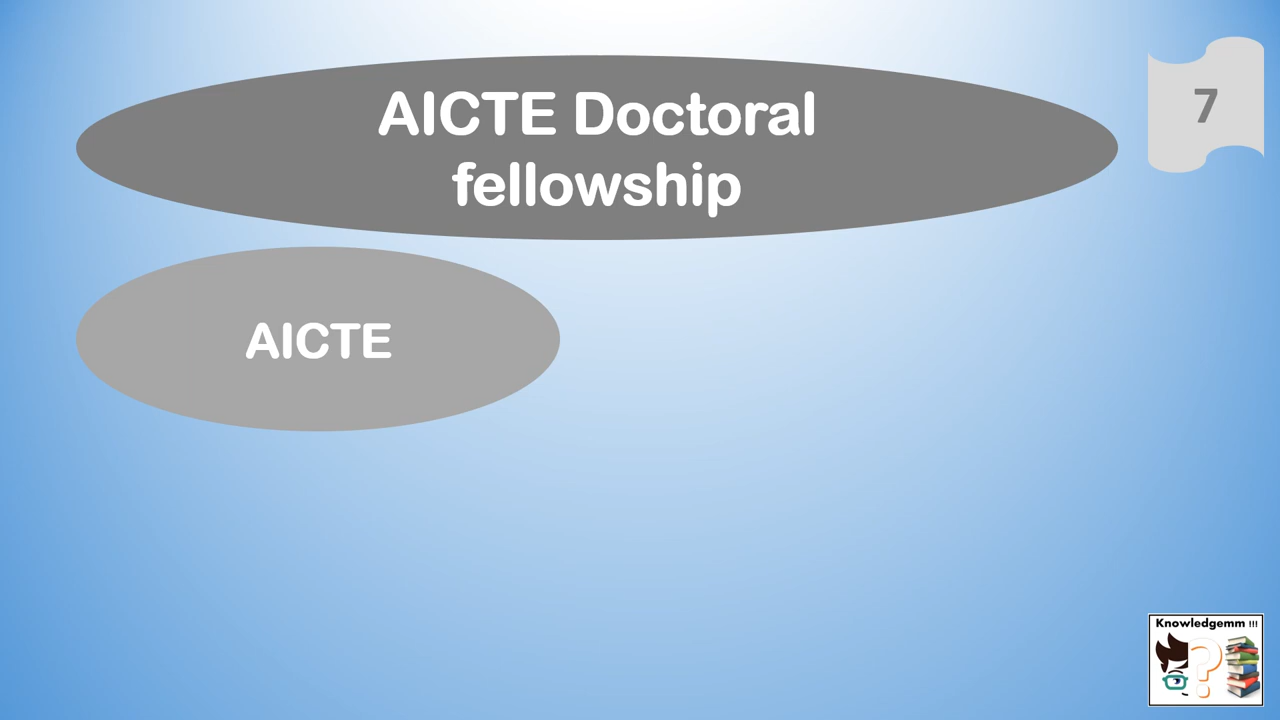 AICTE Doctoral
fellowship
7
AICTE
Knowledgemm !!!
?